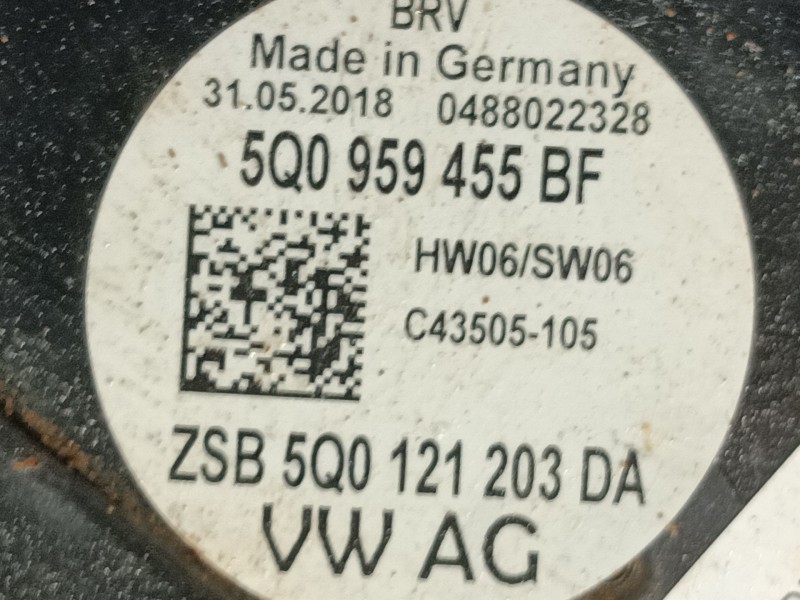 BRV
Made in Germany
31.05.2018 0488022328
5Q0 959 455 BF
HW06/SW06
C43505-105
ZSB 5Q0 121 203 DA
VW AG